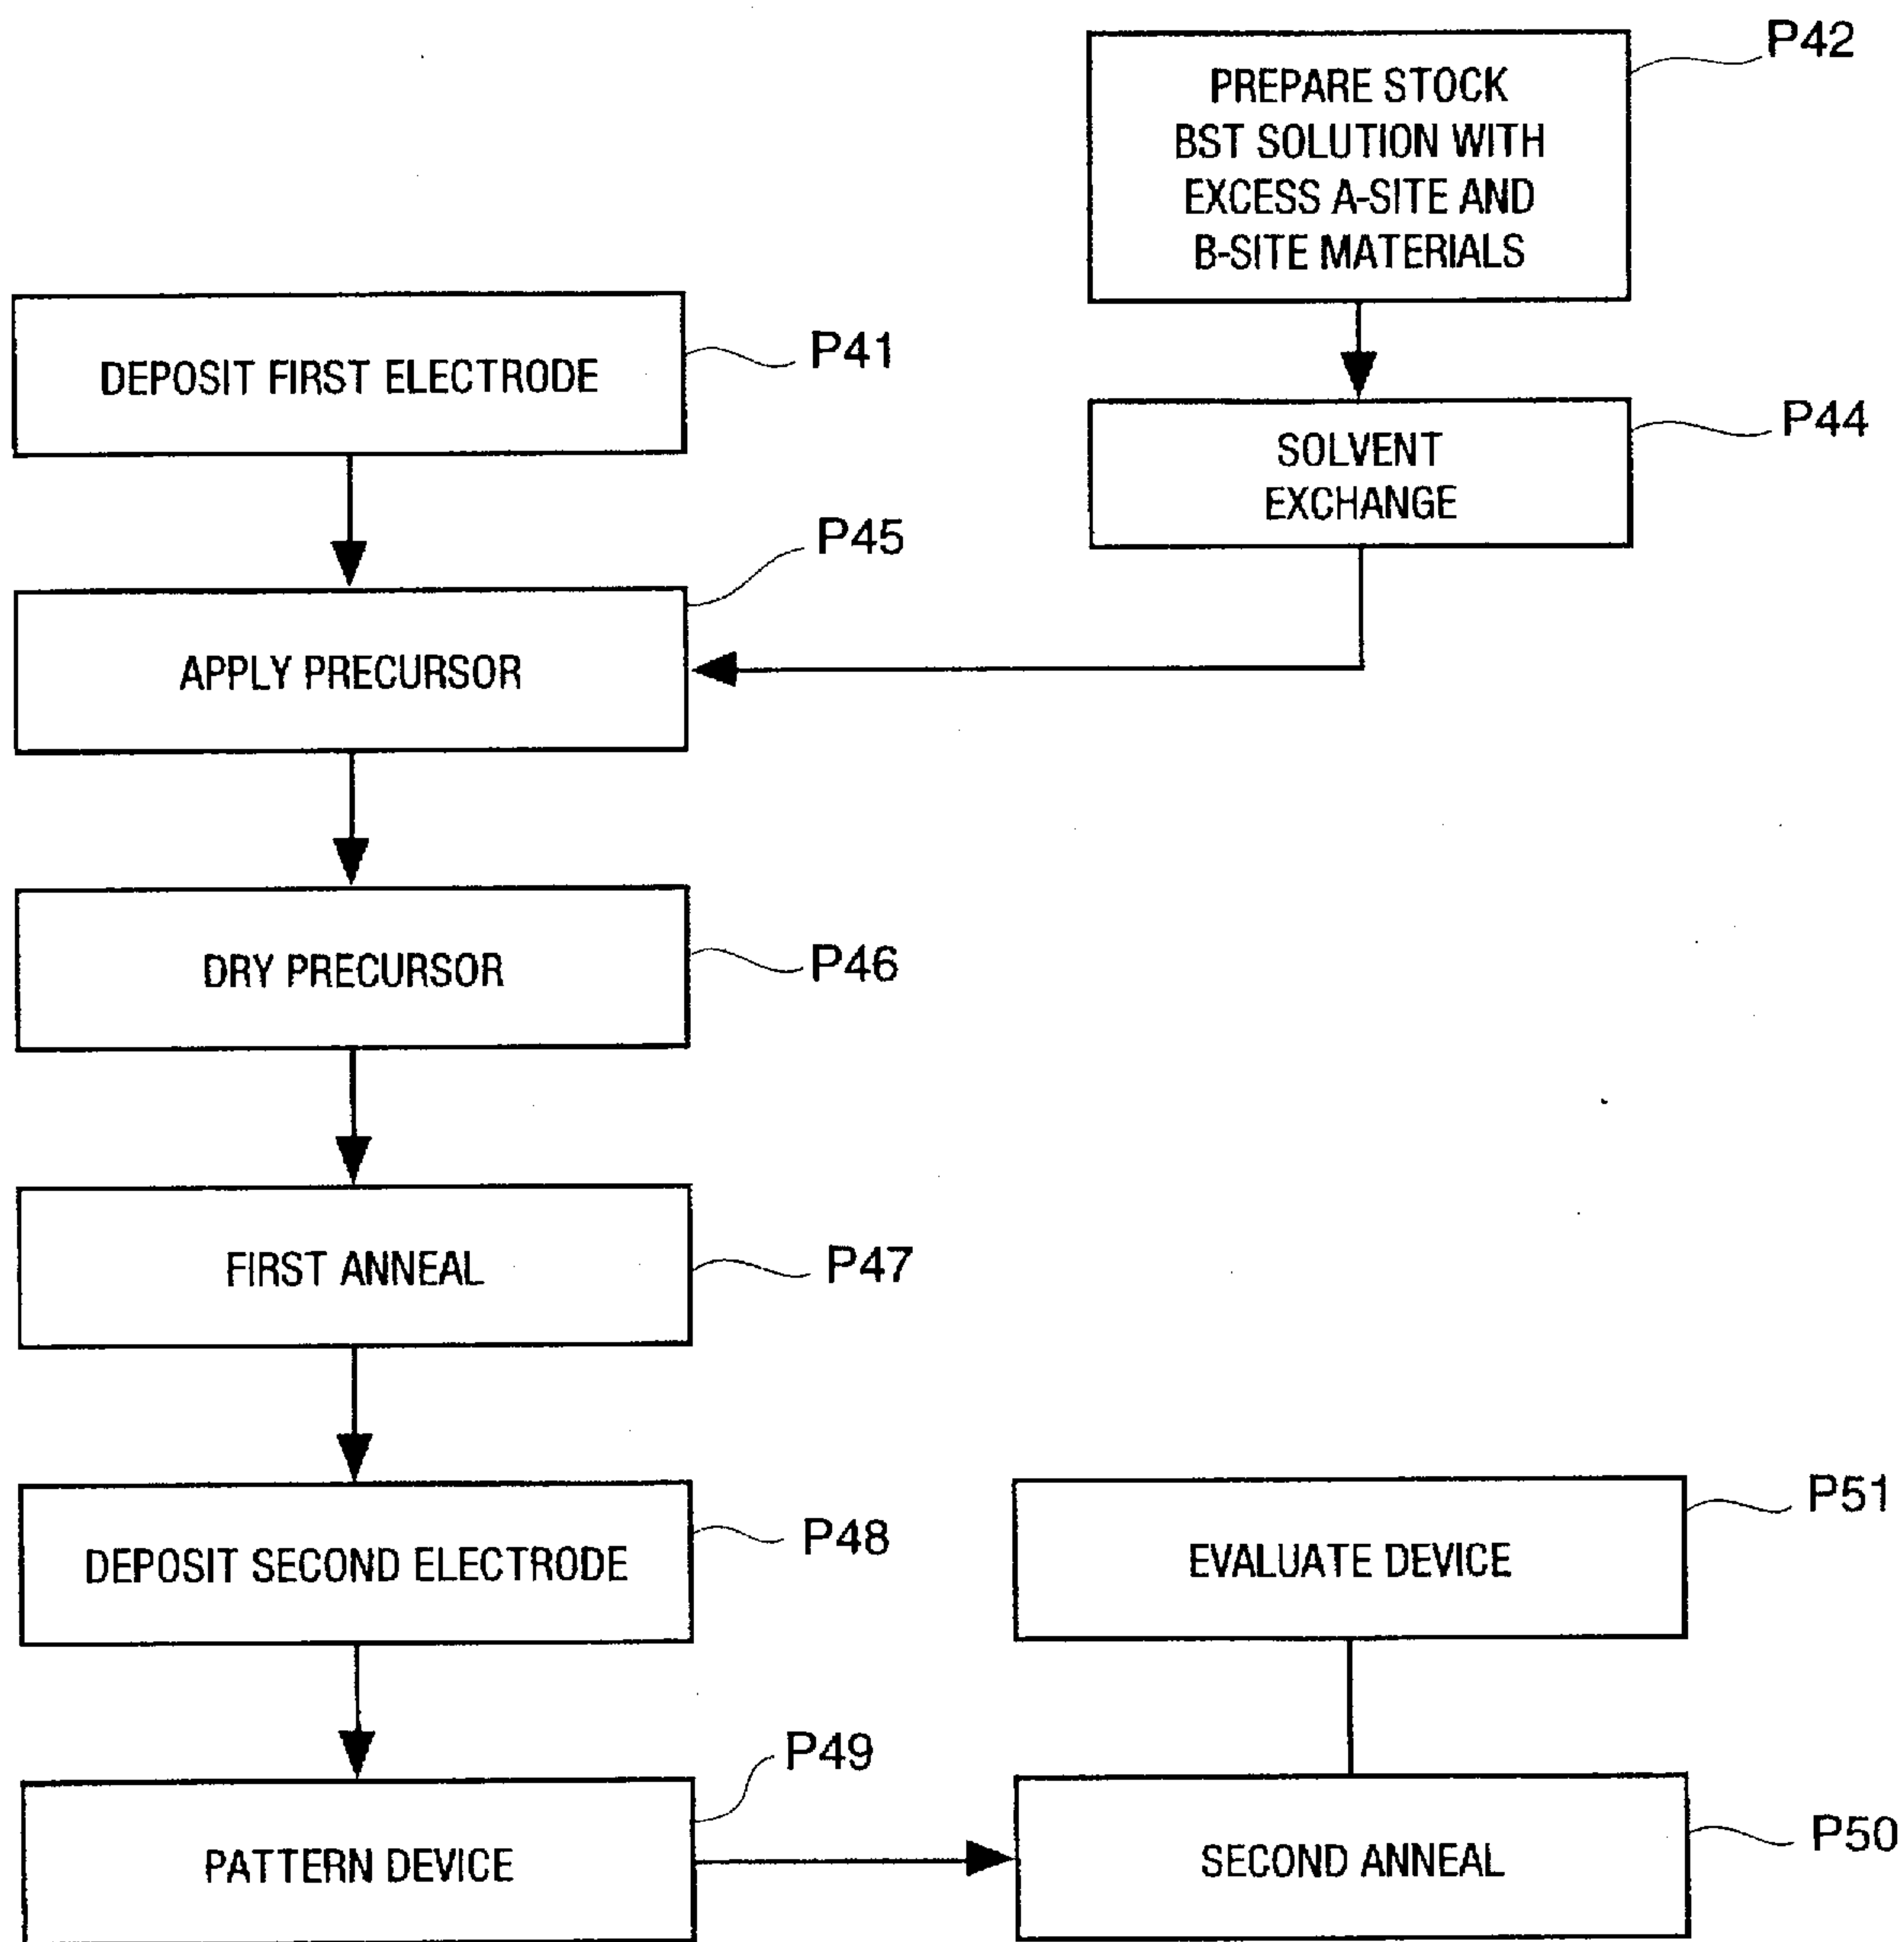 PREPARE STOCK
BST SOLUTION WITH
EXCESS A-SITE AND
B-SITE MATERIALS
P42
DEPOSIT FIRST ELECTRODE
P41
SOLVENT
EXCHANGE
P44
APPLY PRECURSOR
P45
DRY PRECURSOR
P46
FIRST ANNEAL
P47
DEPOSIT SECOND ELECTRODE
P48
EVALUATE DEVICE
P51
PATTERN DEVICE
P49
SECOND ANNEAL
P50